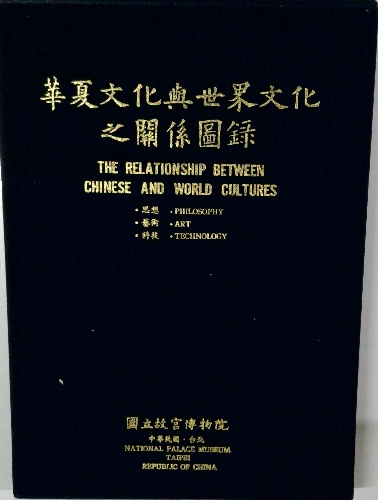 華夏文化與世界文化
之關係圖錄
THE RELATIONSHIP BETWEEN
CHINESE AND WORLD CULTURES
• 思想 • PHILOSOPHY
• 藝術 • ART
• 科技 • TECHNOLOGY
國立故宮博物院
中華民國・台北
NATIONAL PALACE MUSEUM
TAIPEI
REPUBLIC OF CHINA